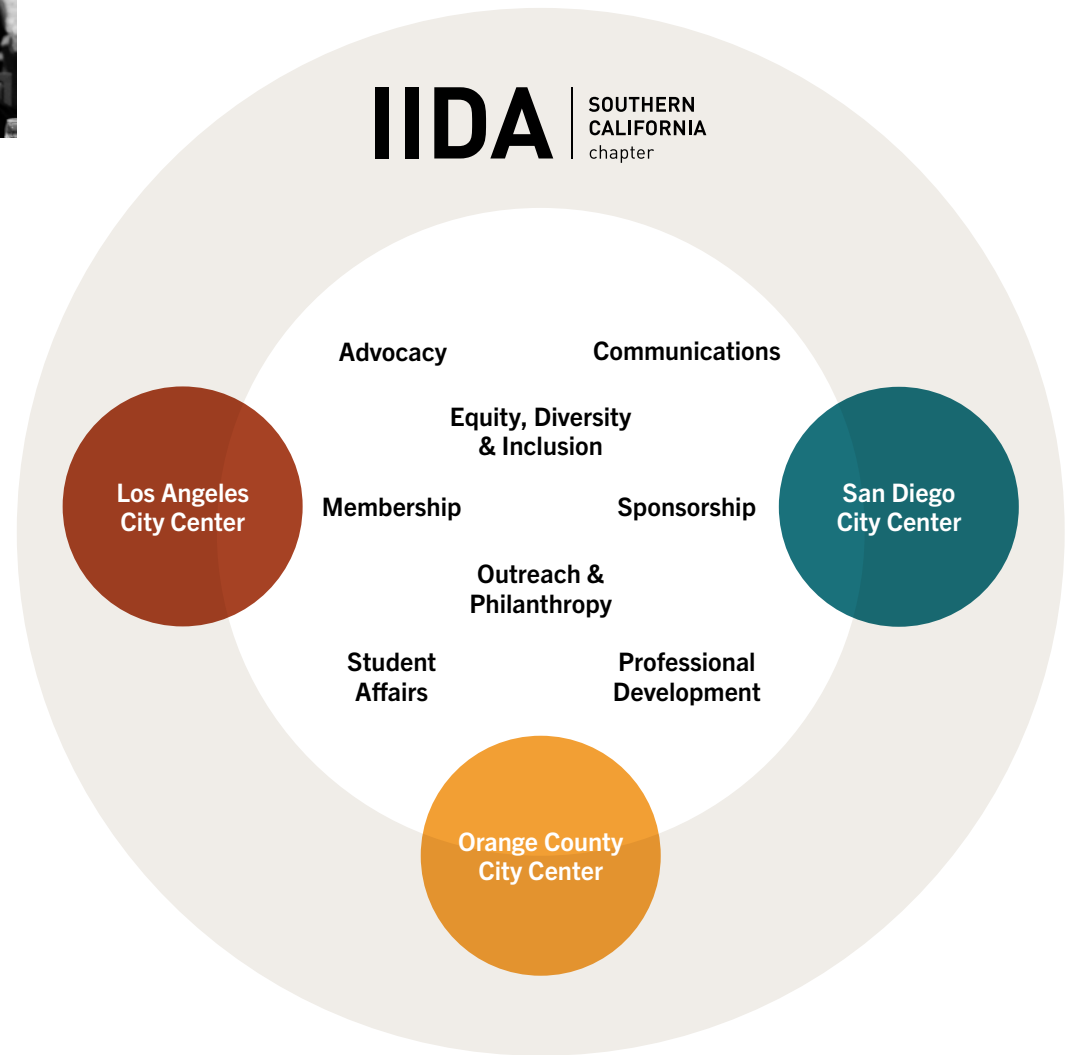 IIDA
SOUTHERN
CALIFORNIA
chapter
Advocacy
Communications
Equity, Diversity
& Inclusion
Los Angeles
City Center
Membership
Sponsorship
San Diego
City Center
Outreach &
Philanthropy
Student
Affairs
Professional
Development
Orange County
City Center